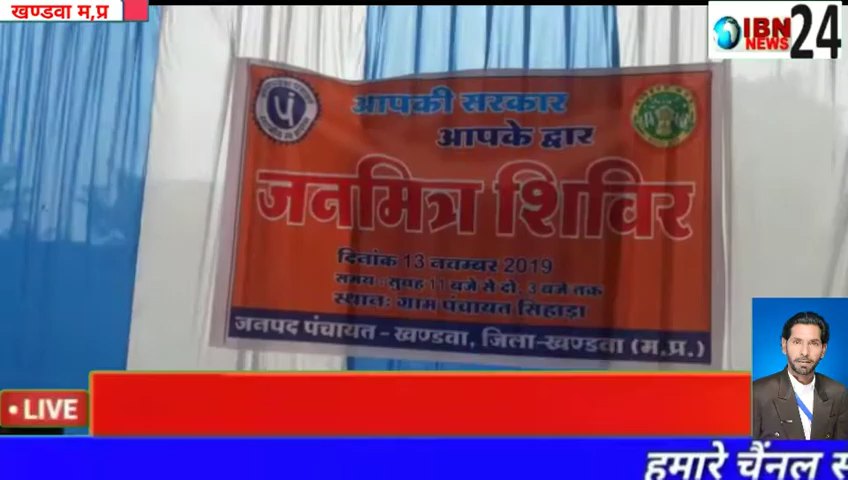 खण्डवा म,प्र
IBN
NEWS
24
आपकी सरकार
आपके द्वार
जनमित्र शिविर
दिनांक 13 नवम्बर 2019
समय - सुबह 11 बजे से दो. 3 बजे तक
स्थानः ग्राम पंचायत सिहाड़ा
जनपद पंचायत - खण्डवा, जिला-खण्डवा (म.प्र.)
• LIVE
हमारे चैंनल स